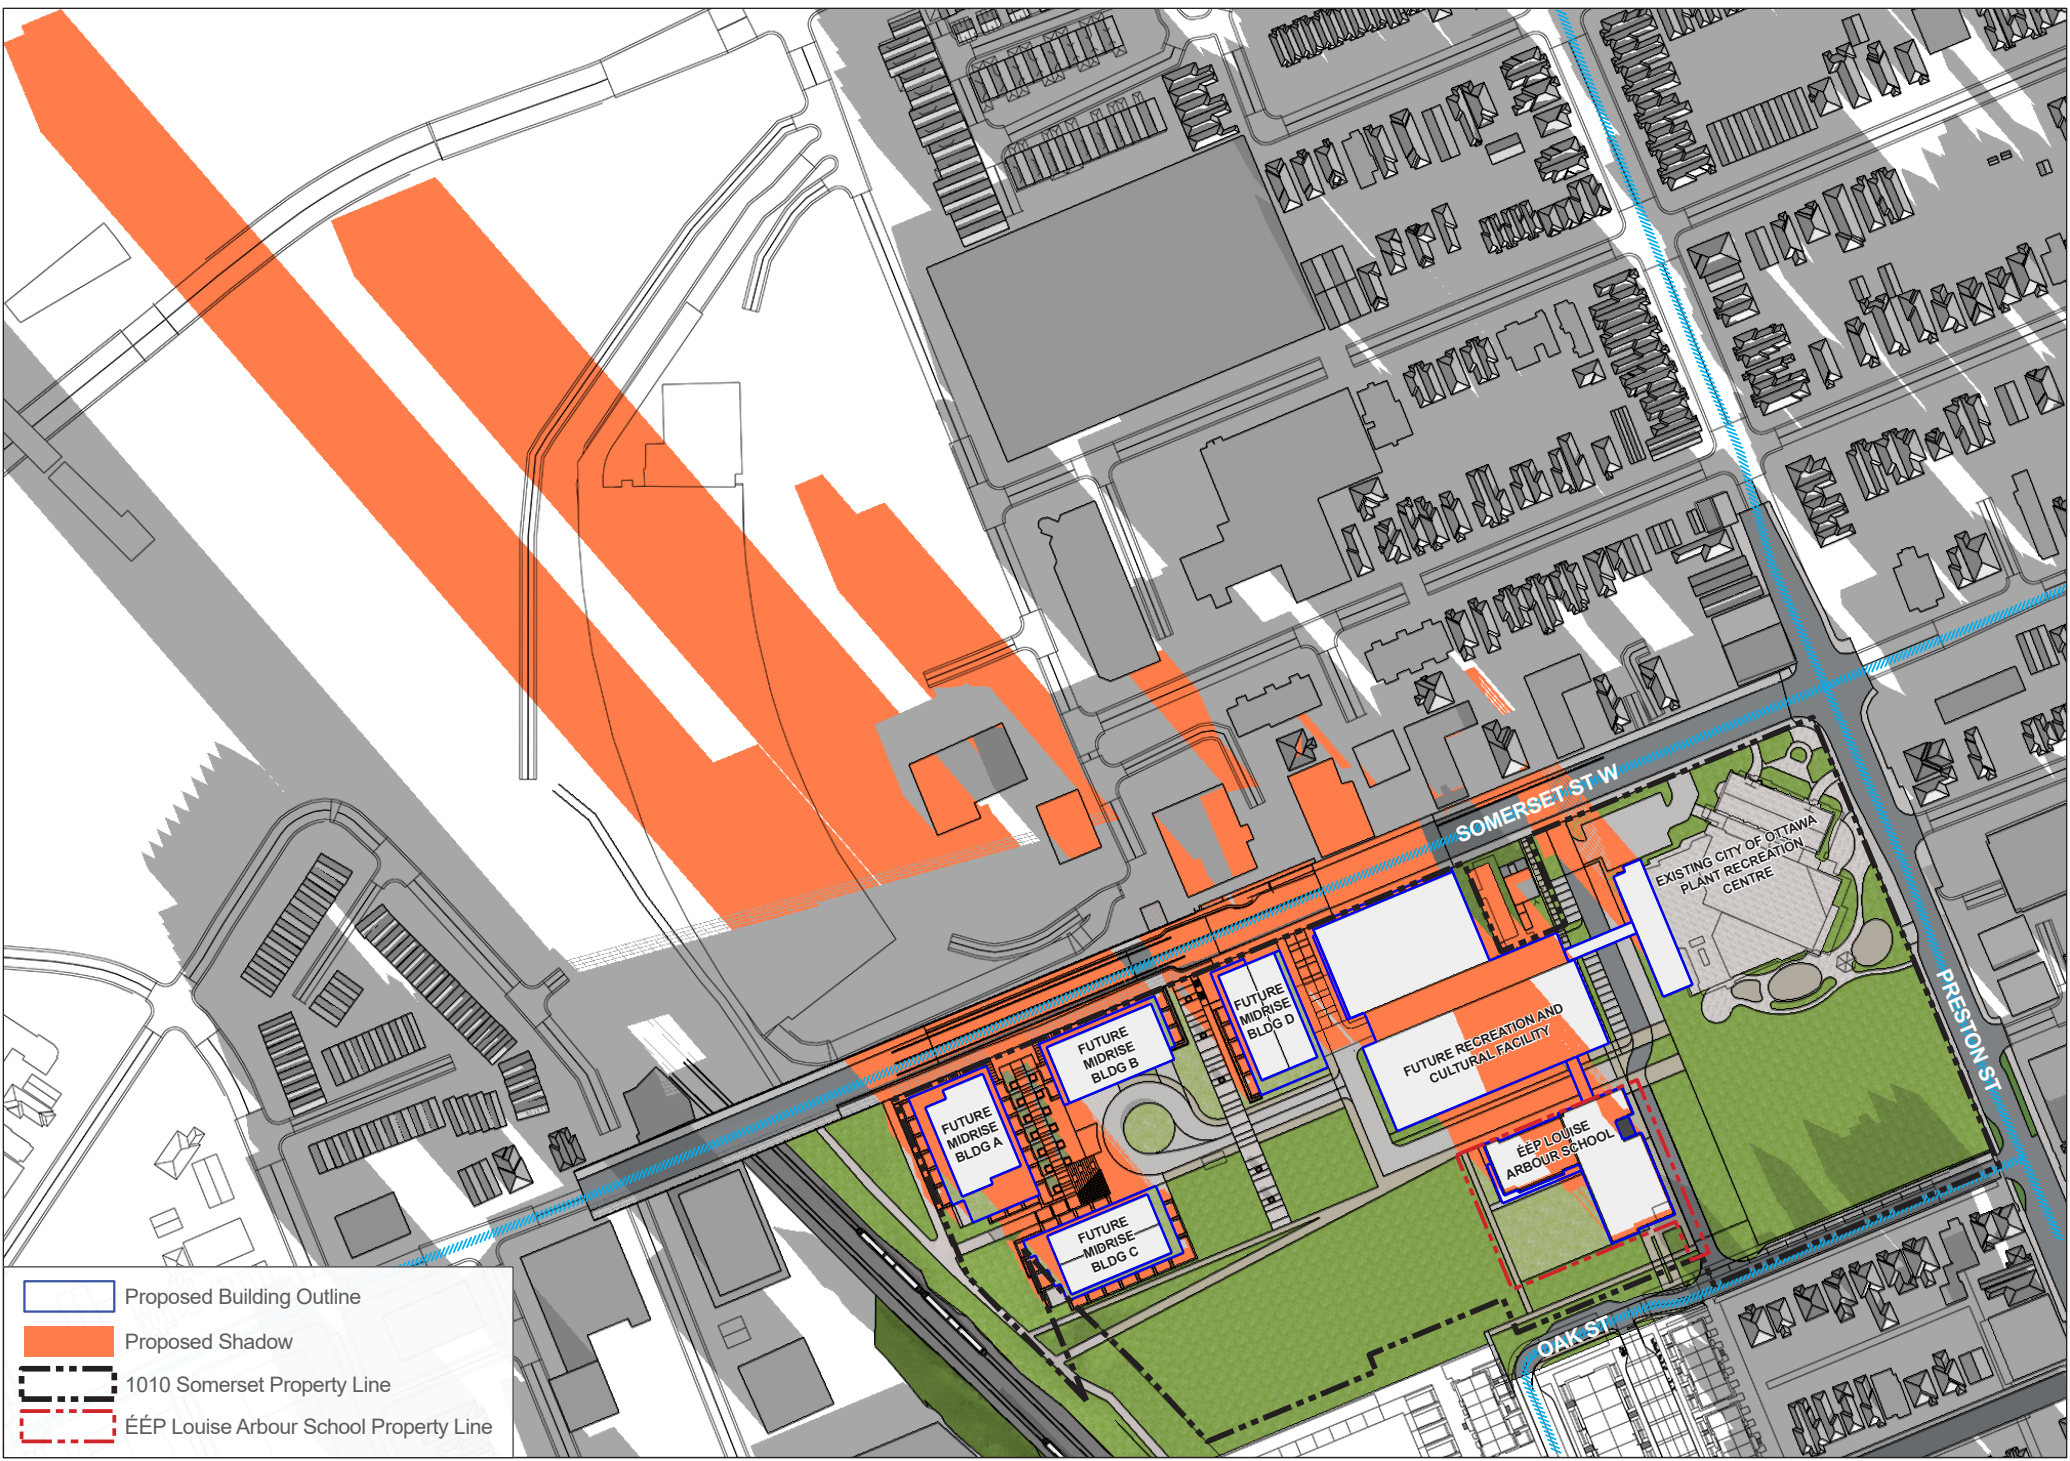 SOMERSET ST W
EXISTING CITY OF OTTAWA
PLANT RECREATION
CENTRE
PRESTON ST
FUTURE
MIDRISE
BLDG D
FUTURE
MIDRISE
BLDG B
FUTURE RECREATION AND
CULTURAL FACILITY
FUTURE
MIDRISE
BLDG A
ÉÉP LOUISE
ARBOUR SCHOOL
FUTURE
MIDRISE
BLDG C
OAK ST
Proposed Building Outline
Proposed Shadow
1010 Somerset Property Line
ÉÉP Louise Arbour School Property Line